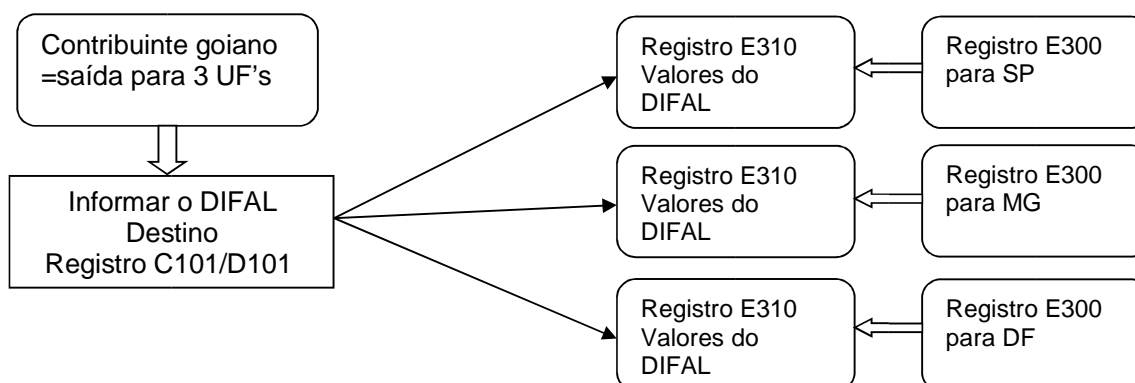 Contribuinte goiano
=saída para 3 UF's
Informar o DIFAL
Destino
Registro C101/D101
Registro E310
Valores do
DIFAL
Registro E300
para SP
Registro E310
Valores do
DIFAL
Registro E300
para MG
Registro E310
Valores do
DIFAL
Registro E300
para DF